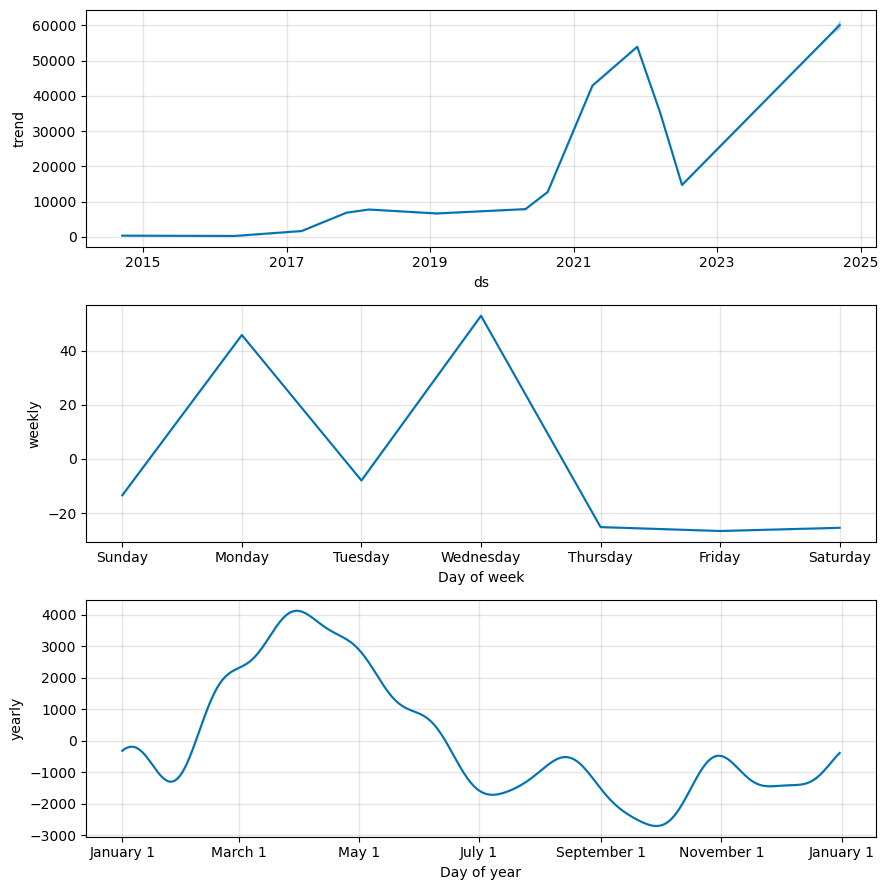 60000
50000
40000
30000
20000
10000
0
trend
2015 2017 2019 2021 2023 2025
ds
40
20
0
−20
weekly
Sunday Monday Tuesday Wednesday Thursday Friday Saturday
Day of week
4000
3000
2000
1000
0
−1000
−2000
−3000
yearly
January 1 March 1 May 1 July 1 September 1 November 1 January 1
Day of year